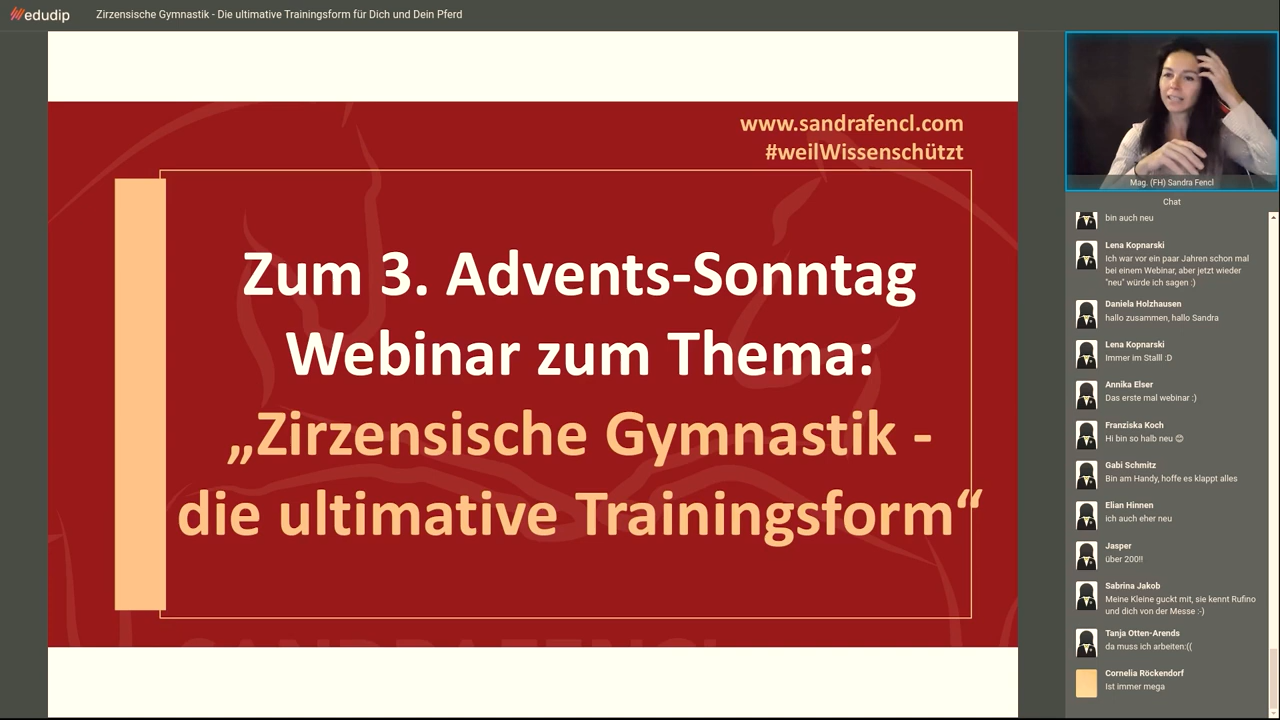 edudip
Zirzensische Gymnastik - Die ultimative Trainingsform für Dich und Dein Pferd
www.sandrafencl.com
#weilWissenschützt
Zum 3. Advents-Sonntag
Webinar zum Thema:
„Zirzensische Gymnastik -
die ultimative Trainingsform“
Mag. (FH) Sandra Fencl
Chat
bin auch neu
Lena Kopnarski
Ich war vor ein paar Jahren schon mal
bei einem Webinar, aber jetzt wieder
"neu" würde ich sagen :)
Daniela Holzhausen
hallo zusammen, hallo Sandra
Lena Kopnarski
Immer im Stalll :D
Annika Elser
Das erste mal webinar :)
Franziska Koch
Hi bin so halb neu 😊
Gabi Schmitz
Bin am Handy, hoffe es klappt alles
Elian Hinnen
ich auch eher neu
Jasper
über 200!!
Sabrina Jakob
Meine Kleine guckt mit, sie kennt Rufino
und dich von der Messe :-)
Tanja Otten-Arends
da muss ich arbeiten:((
Cornelia Röckendorf
Ist immer mega